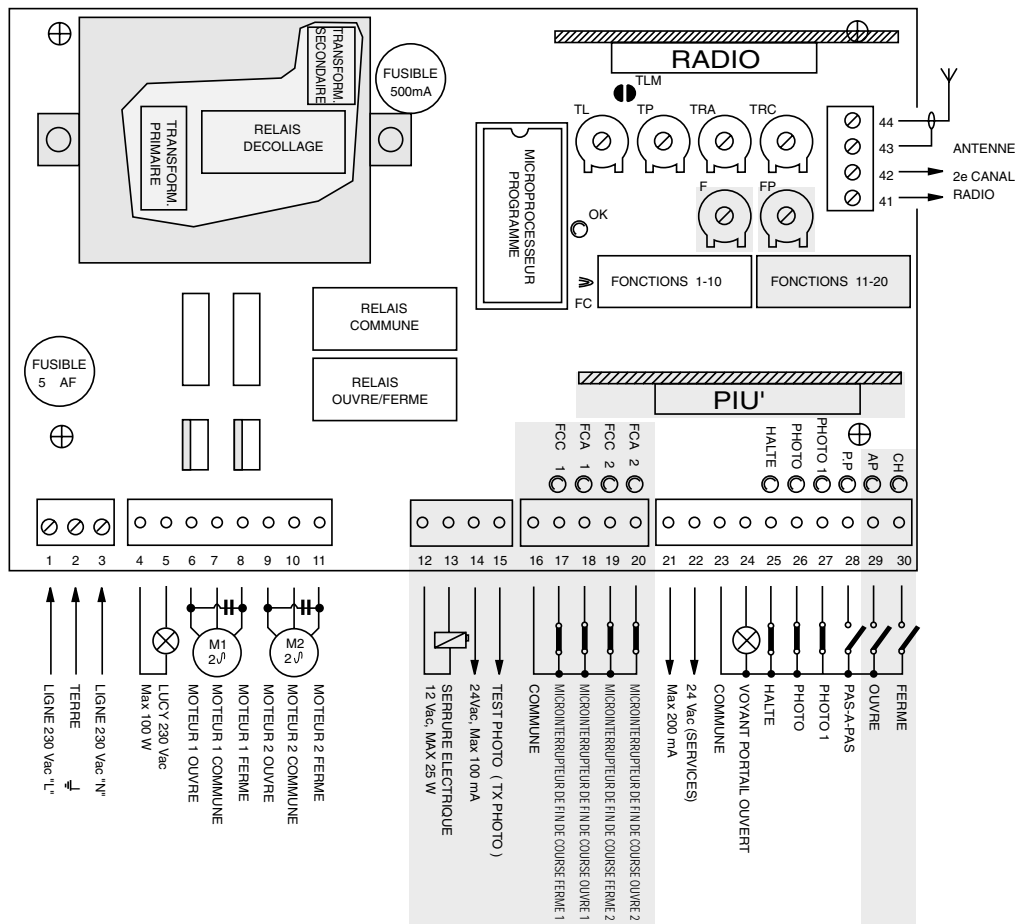 TRANSFORM.
SECONDAIRE
FUSIBLE
500mA
TRANSFORM.
PRIMAIRE
RELAIS
DECOLLAGE
RADIO
TLM
TL
TP
TRA
TRC
44
43
42
41
ANTENNE
2e CANAL
RADIO
MICROPROCESSEUR
PROGRAMME
F
FP
OK
FC
FONCTIONS 1-10
FONCTIONS 11-20
RELAIS
COMMUNE
RELAIS
OUVRE/FERME
FUSIBLE
5 AF
PIU'
FCC 1
FCA 1
FCC 2
FCA 2
HALTE
PHOTO
PHOTO 1
P.P
AP
CH
1 2 3
4 5 6 7 8 9 10 11
12 13 14 15
16 17 18 19 20
21 22 23 24 25 26 27 28 29 30
M1
2
M2
2
LIGNE 230 Vac "L"
TERRE
LIGNE 230 Vac "N"
Max 100 W
LUCY 230 Vac
MOTEUR 1 OUVRE
MOTEUR 1 COMMUNE
MOTEUR 1 FERME
MOTEUR 2 OUVRE
MOTEUR 2 COMMUNE
MOTEUR 2 FERME
12 Vac, MAX 25 W
SERRURE ELECTRIQUE
24Vac, Max 100 mA
TEST PHOTO ( TX PHOTO )
COMMUNE
MICROINTERRUPTEUR DE FIN DE COURSE FERME 1
MICROINTERRUPTEUR DE FIN DE COURSE OUVRE 1
MICROINTERRUPTEUR DE FIN DE COURSE FERME 2
MICROINTERRUPTEUR DE FIN DE COURSE OUVRE 2
Max 200 mA
24 Vac (SERVICES)
COMMUNE
VOYANT PORTAIL OUVERT
HALTE
PHOTO
PHOTO 1
PAS-A-PAS
OUVRE
FERME